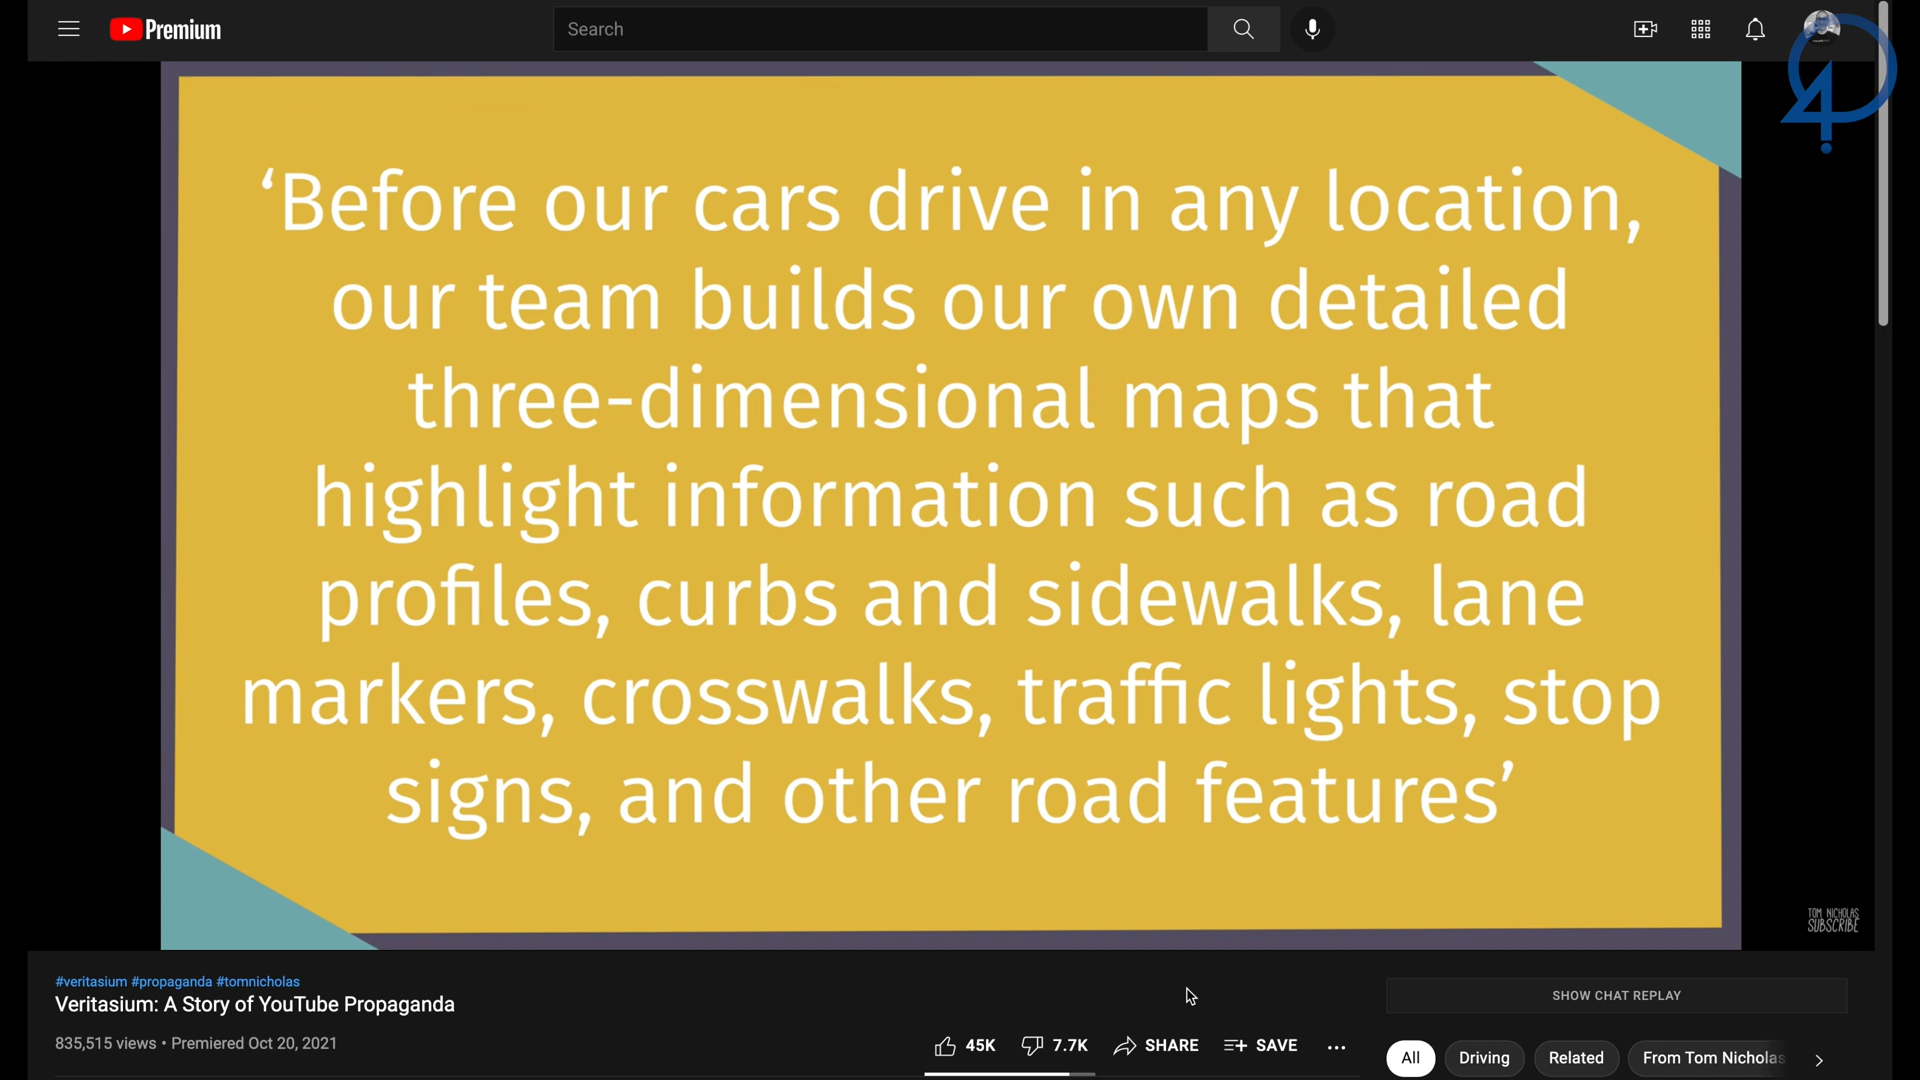 Premium
Search
‘Before our cars drive in any location,
our team builds our own detailed
three-dimensional maps that
highlight information such as road
profiles, curbs and sidewalks, lane
markers, crosswalks, traffic lights, stop
signs, and other road features’
TOM NICHOLAS
SUBSCRIBE
#veritasium #propaganda #tomnicholas
Veritasium: A Story of YouTube Propaganda
835,515 views • Premiered Oct 20, 2021
45K 7.7K SHARE SAVE
SHOW CHAT REPLAY
All Driving Related From Tom Nicholas